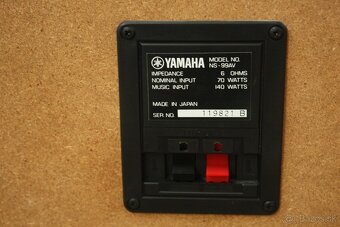 YAMAHA
MODEL NO.
NS-99AV
IMPEDANCE 6 OHMS
NOMINAL INPUT 70 WATTS
MUSIC INPUT 140 WATTS
MADE IN JAPAN
SER NO. 119821 B